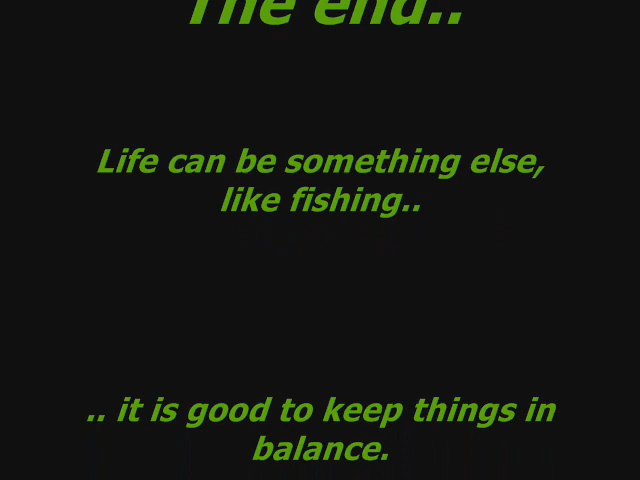 The end..
Life can be something else,
like fishing..
.. it is good to keep things in
balance.